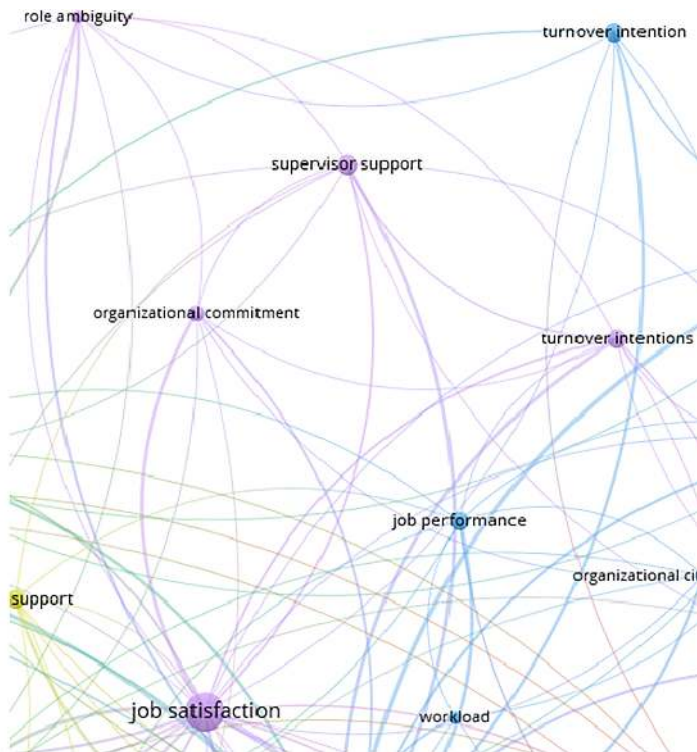 role ambiguity
turnover intention
supervisor support
organizational commitment
turnover intentions
job performance
organizational ci
support
job satisfaction
workload